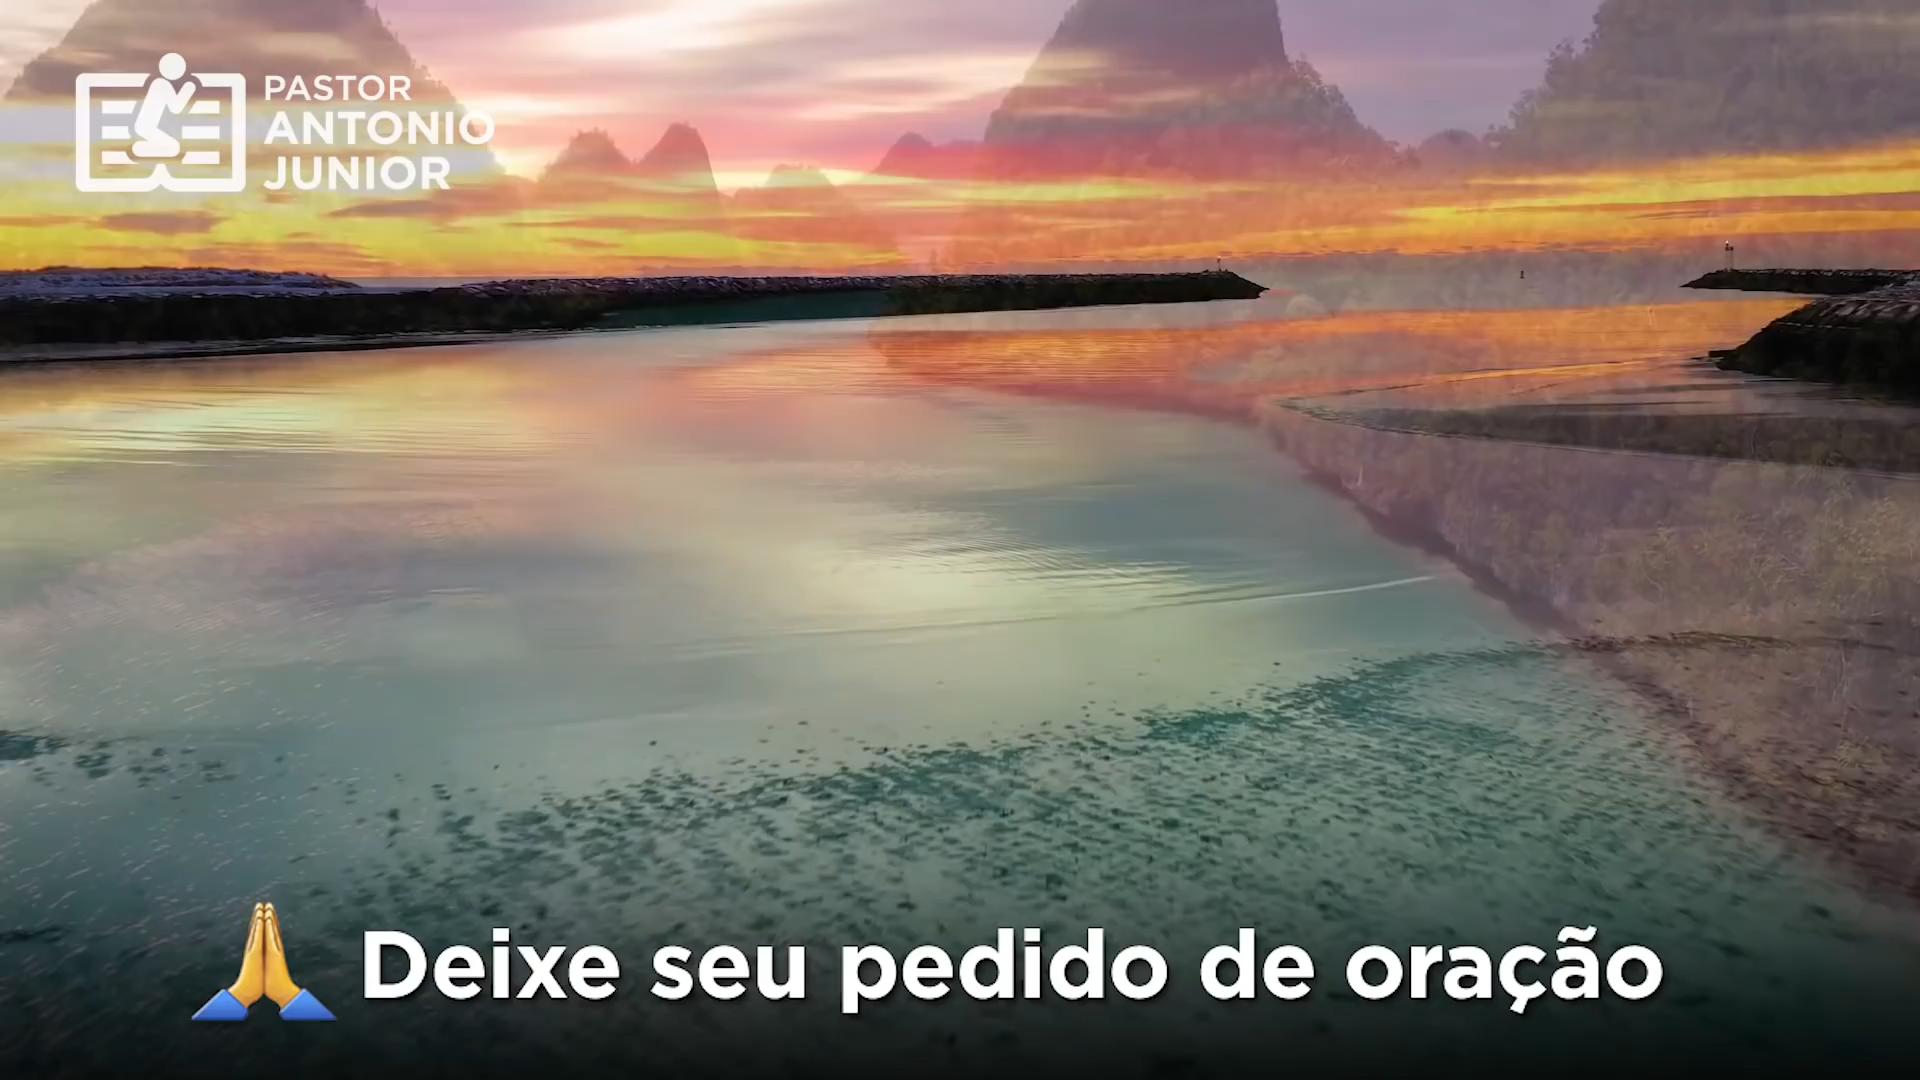 PASTOR
ANTONIO
JUNIOR
🙏 Deixe seu pedido de oração